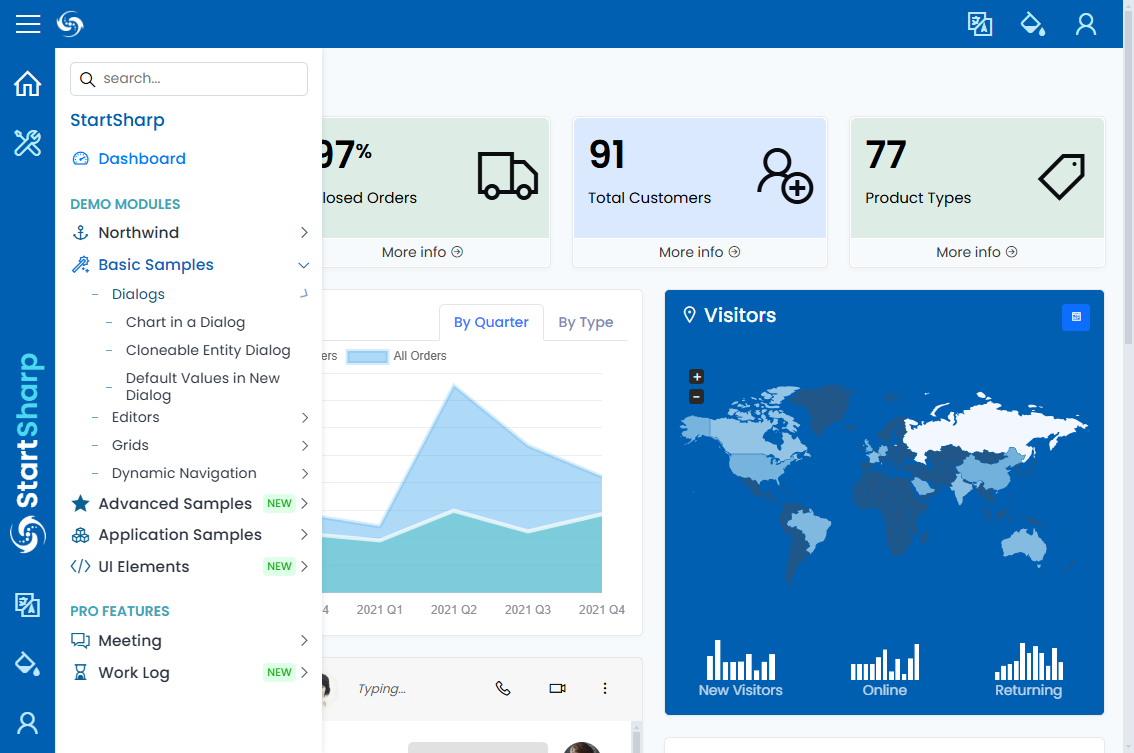 search...
StartSharp
Dashboard
DEMO MODULES
Northwind
Basic Samples
Dialogs
Chart in a Dialog
Cloneable Entity Dialog
Default Values in New
Dialog
Editors
Grids
Dynamic Navigation
Advanced Samples NEW
Application Samples
UI Elements NEW
PRO FEATURES
Meeting
Work Log NEW
StartSharp
97%
losed Orders
More info
91
Total Customers
More info
77
Product Types
More info
By Quarter By Type
ers All Orders
4 2021 Q1 2021 Q2 2021 Q3 2021 Q4
Visitors
+
−
New Visitors Online Returning
Typing...